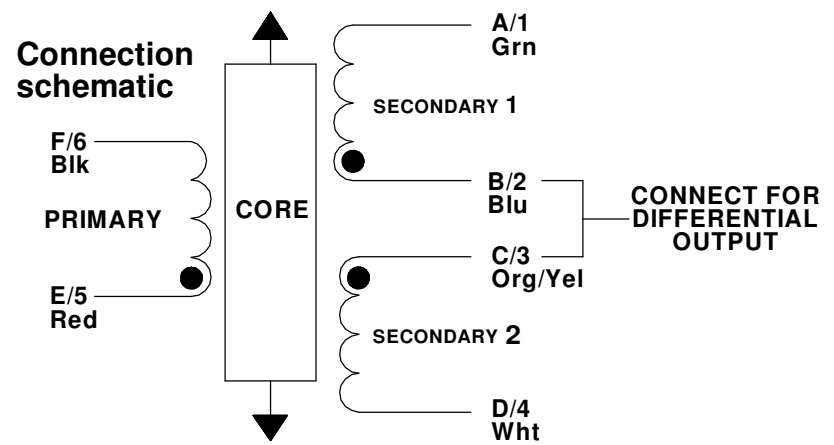 Connection
schematic
A/1
Grn
SECONDARY 1
F/6
Blk
PRIMARY
CORE
E/5
Red
B/2
Blu
CONNECT FOR
DIFFERENTIAL
OUTPUT
C/3
Org/Yel
SECONDARY 2
D/4
Wht